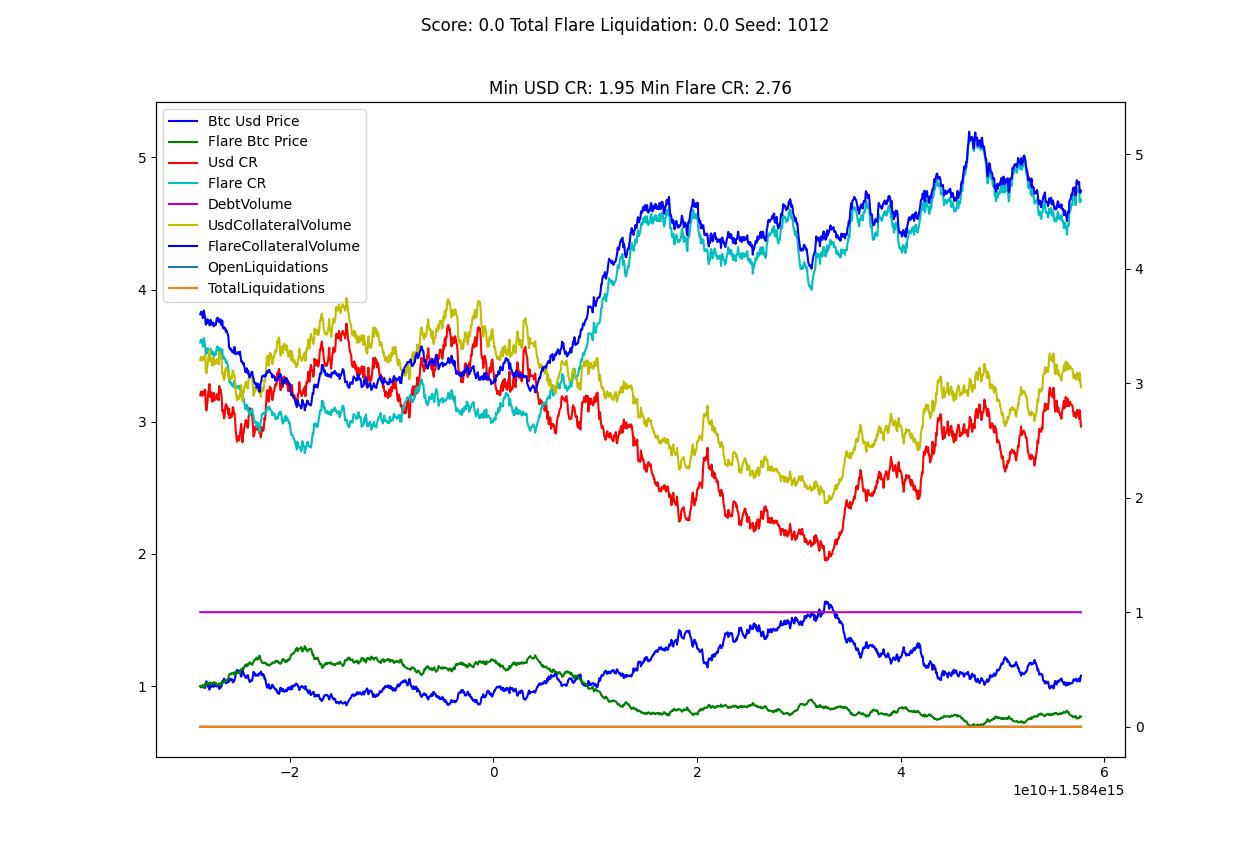 Score: 0.0 Total Flare Liquidation: 0.0 Seed: 1012
Min USD CR: 1.95 Min Flare CR: 2.76
Btc Usd Price
Flare Btc Price
Usd CR
Flare CR
DebtVolume
UsdCollateralVolume
FlareCollateralVolume
OpenLiquidations
TotalLiquidations
5
4
3
2
1
5
4
3
2
1
0
−2
0
2
4
6
1e10+1.584e15